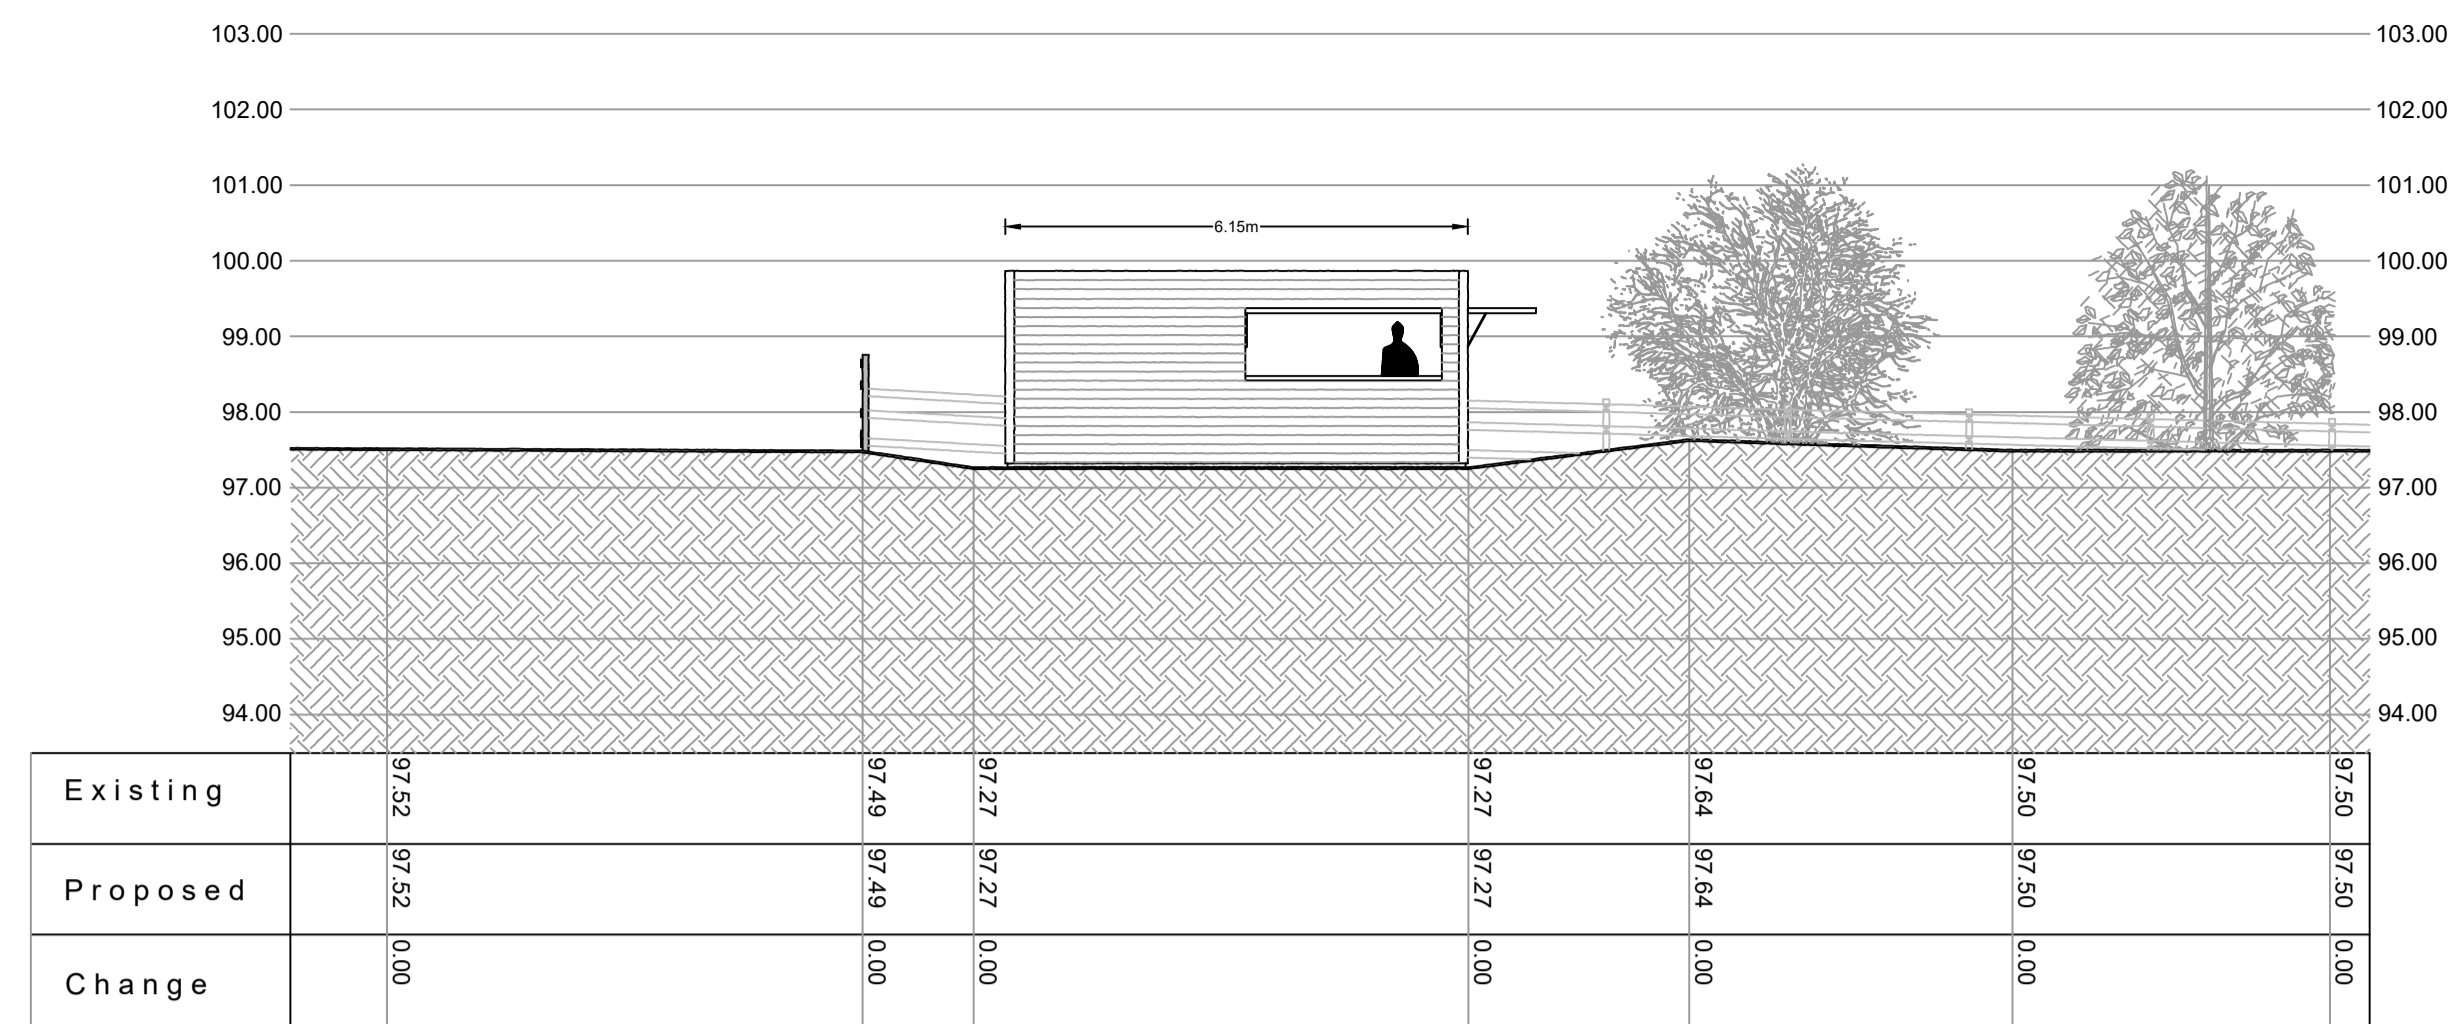 103.00 103.00
102.00 102.00
101.00 101.00
6.15m
100.00 100.00
99.00 99.00
98.00 98.00
97.00 97.00
96.00 96.00
95.00 95.00
94.00 94.00
Existing 97.52 97.49 97.27 97.27 97.64 97.50 97.50
Proposed 97.52 97.49 97.27 97.27 97.64 97.50 97.50
Change 0.00 0.00 0.00 0.00 0.00 0.00 0.00